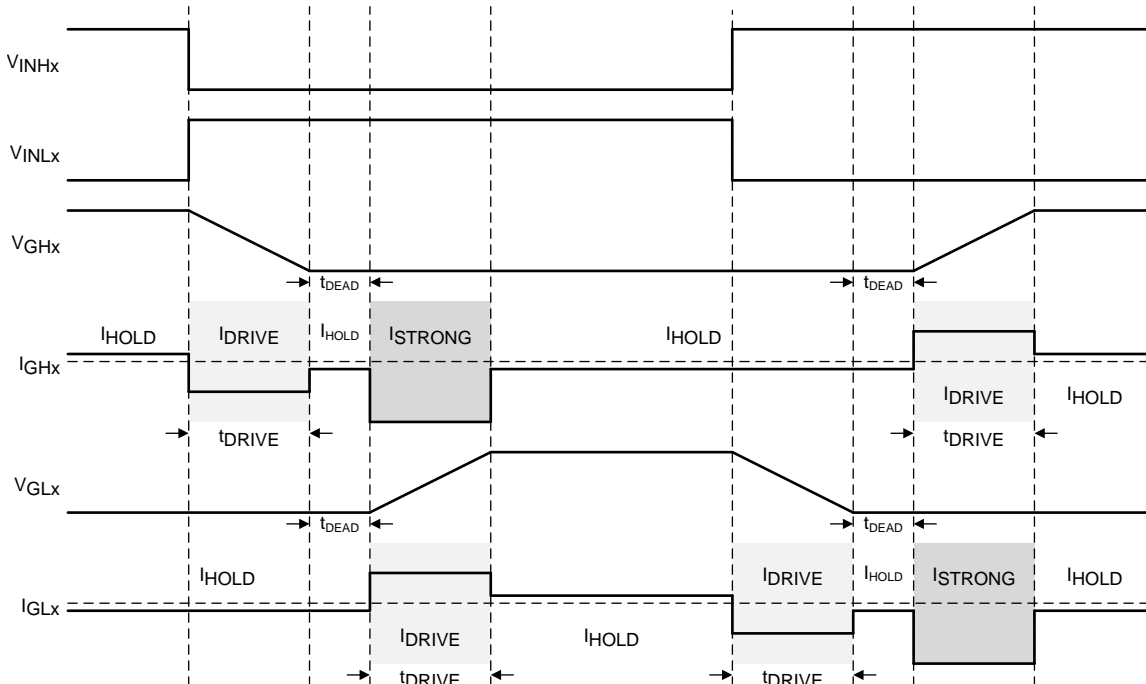 VINHx
VINLx
VGHx
tDEAD
tDEAD
IHOLD
IDRIVE
IHOLD
ISTRONG
IHOLD
IGHx
IDRIVE
IHOLD
tDRIVE
tDRIVE
VGLx
tDEAD
tDEAD
IHOLD
IDRIVE
IHOLD
ISTRONG
IHOLD
IGLx
IDRIVE
IHOLD
tDRIVE
tDRIVE